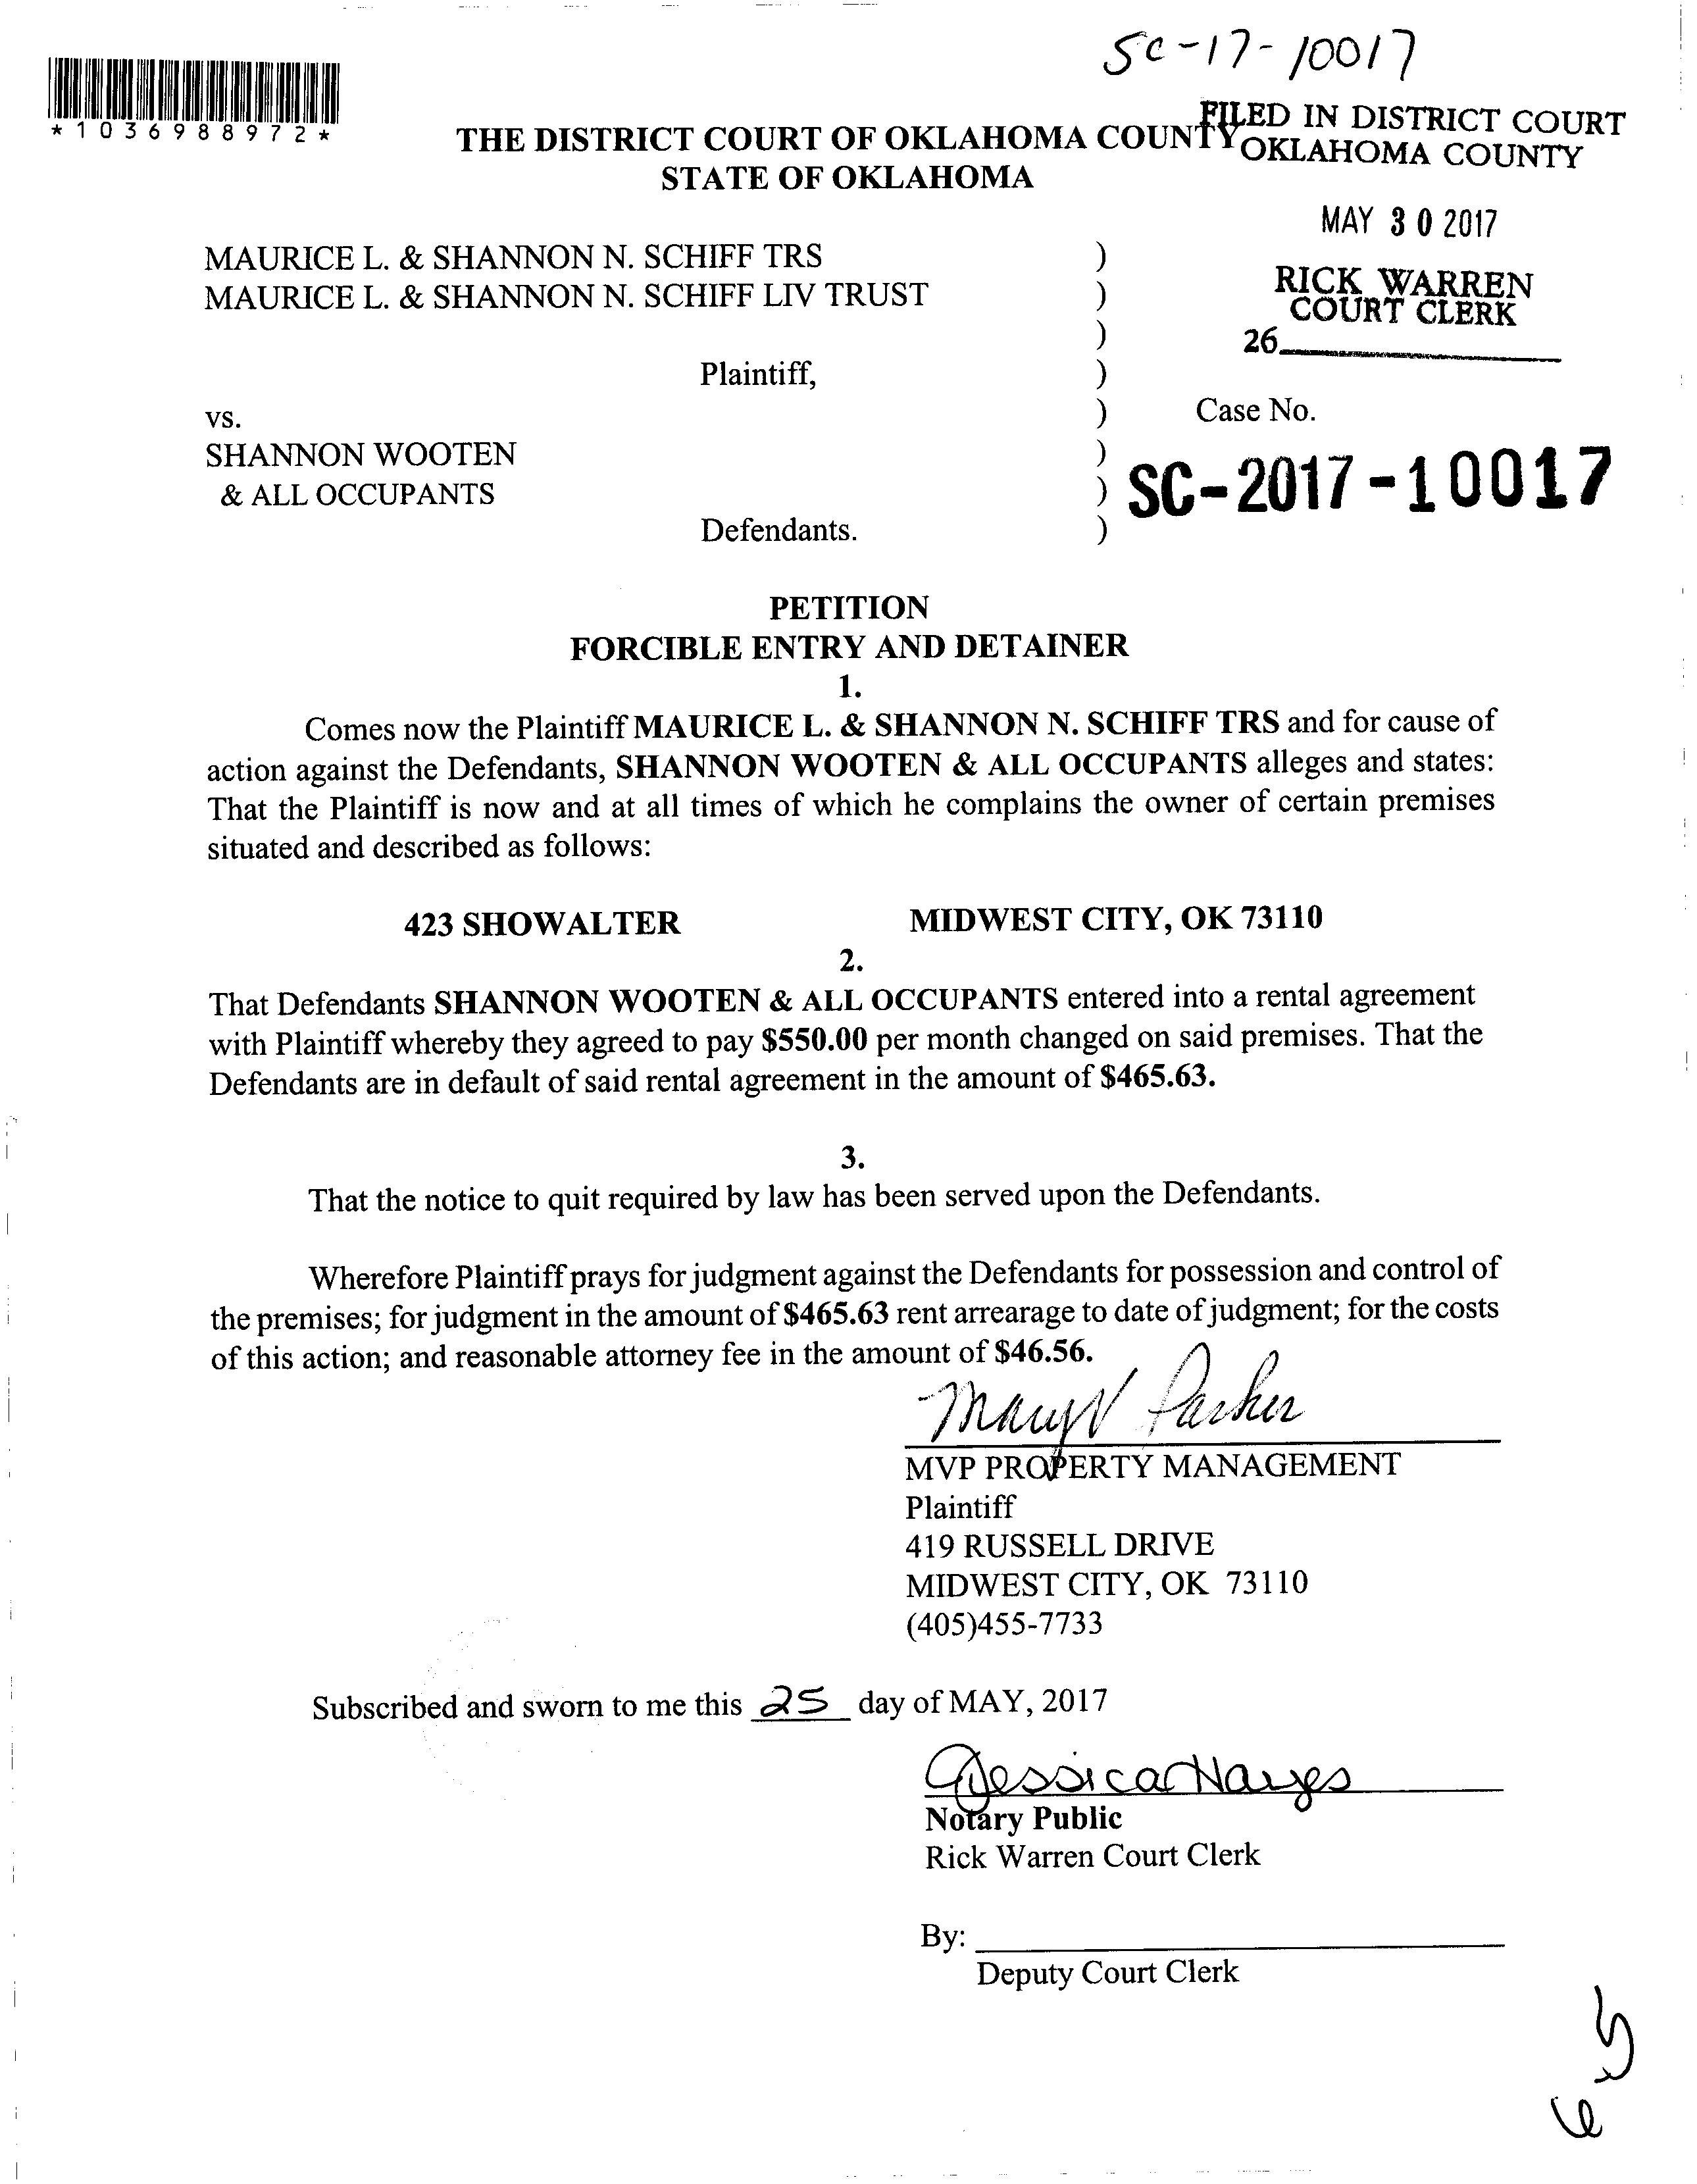 SC-17-10017
*1036988972*
FILED IN DISTRICT COURT
OKLAHOMA COUNTY
THE DISTRICT COURT OF OKLAHOMA COUNTY
STATE OF OKLAHOMA
MAY 30 2017
RICK WARREN
COURT CLERK
26
MAURICE L. & SHANNON N. SCHIFF TRS )
MAURICE L. & SHANNON N. SCHIFF LIV TRUST )
)
Plaintiff, )
vs. ) Case No.
SHANNON WOOTEN )
& ALL OCCUPANTS ) SC-2017-10017
Defendants. )
PETITION
FORCIBLE ENTRY AND DETAINER
1.
Comes now the Plaintiff MAURICE L. & SHANNON N. SCHIFF TRS and for cause of
action against the Defendants, SHANNON WOOTEN & ALL OCCUPANTS alleges and states:
That the Plaintiff is now and at all times of which he complains the owner of certain premises
situated and described as follows:
423 SHOWALTER MIDWEST CITY, OK 73110
2.
That Defendants SHANNON WOOTEN & ALL OCCUPANTS entered into a rental agreement
with Plaintiff whereby they agreed to pay $550.00 per month changed on said premises. That the
Defendants are in default of said rental agreement in the amount of $465.63.
3.
That the notice to quit required by law has been served upon the Defendants.
Wherefore Plaintiff prays for judgment against the Defendants for possession and control of
the premises; for judgment in the amount of $465.63 rent arrearage to date of judgment; for the costs
of this action; and reasonable attorney fee in the amount of $46.56.
Mary V Parker
MVP PROPERTY MANAGEMENT
Plaintiff
419 RUSSELL DRIVE
MIDWEST CITY, OK 73110
(405)455-7733
Subscribed and sworn to me this 25 day of MAY, 2017
Jessica Hayes
Notary Public
Rick Warren Court Clerk
By:
Deputy Court Clerk